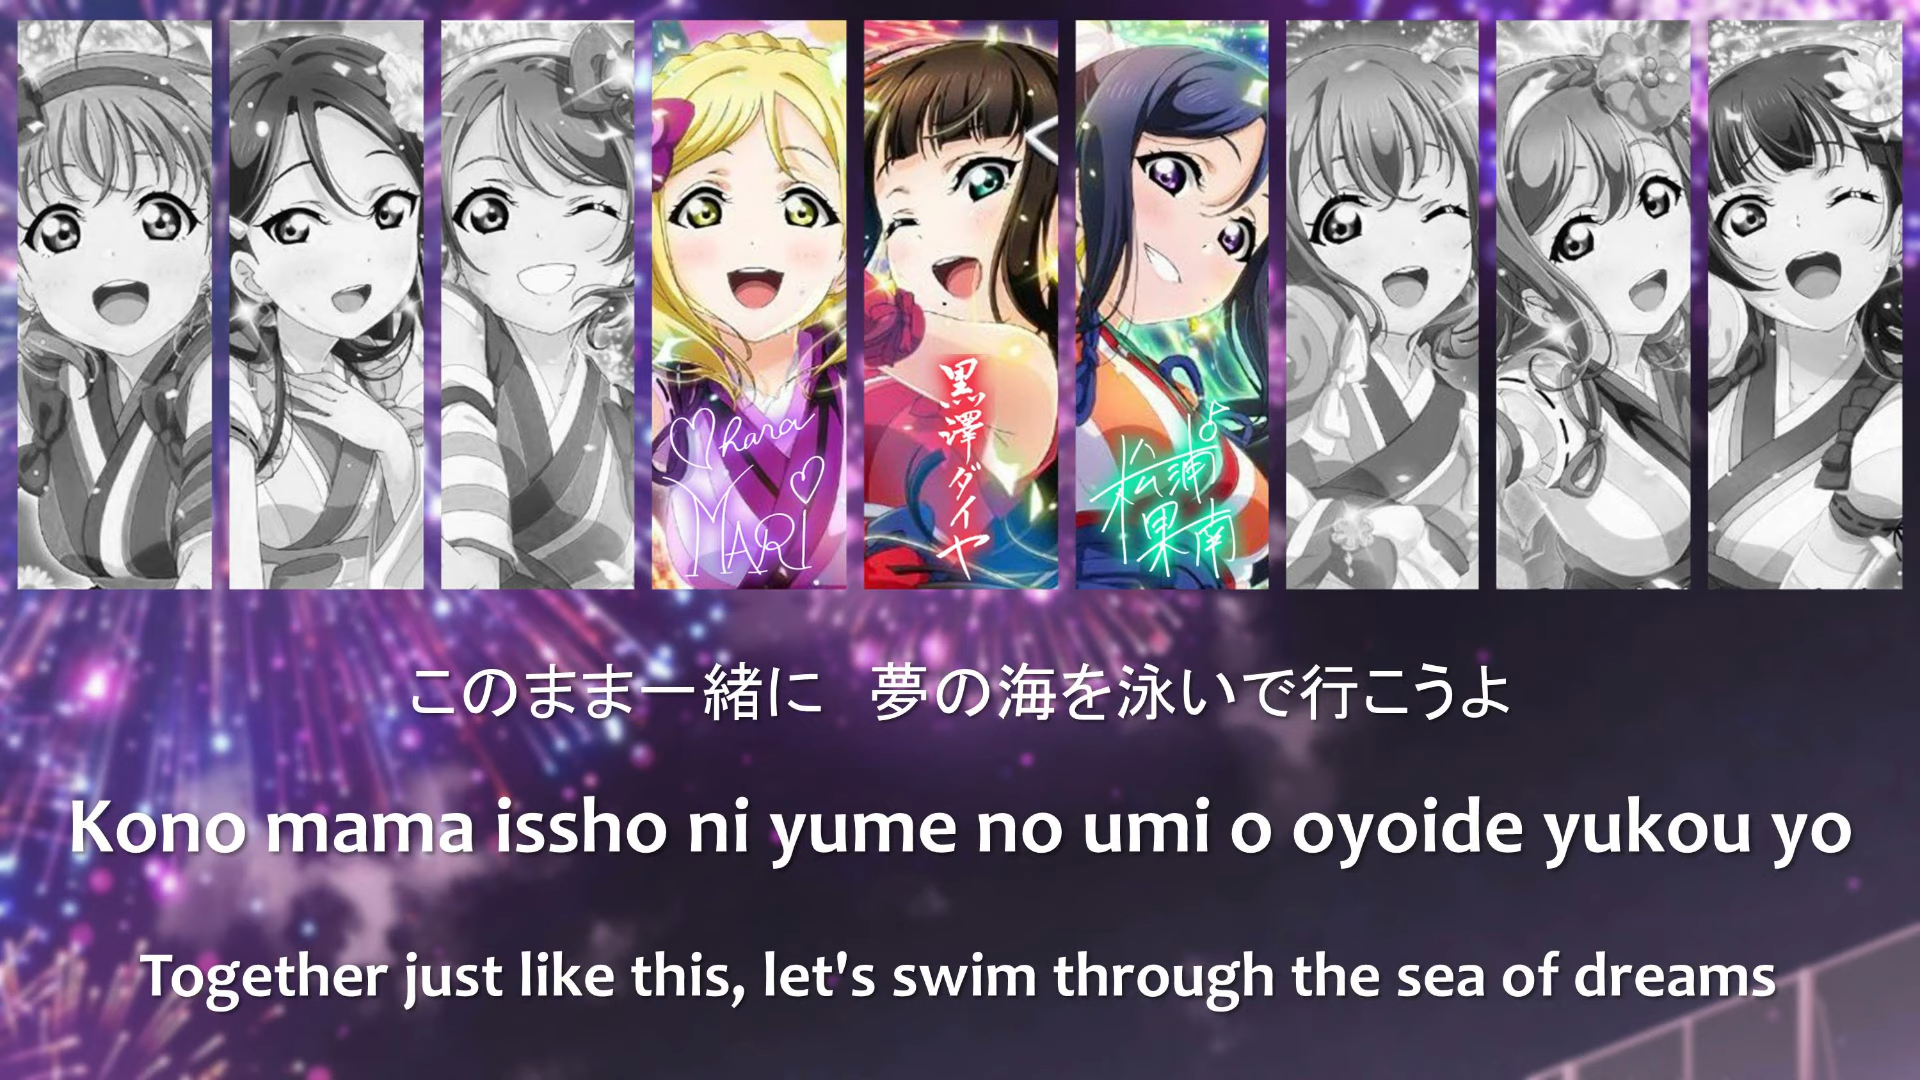 ♡hara
MARI
黒澤ダイヤ
松浦
果南
このまま一緒に　夢の海を泳いで行こうよ
Kono mama issho ni yume no umi o oyoide yukou yo
Together just like this, let's swim through the sea of dreams